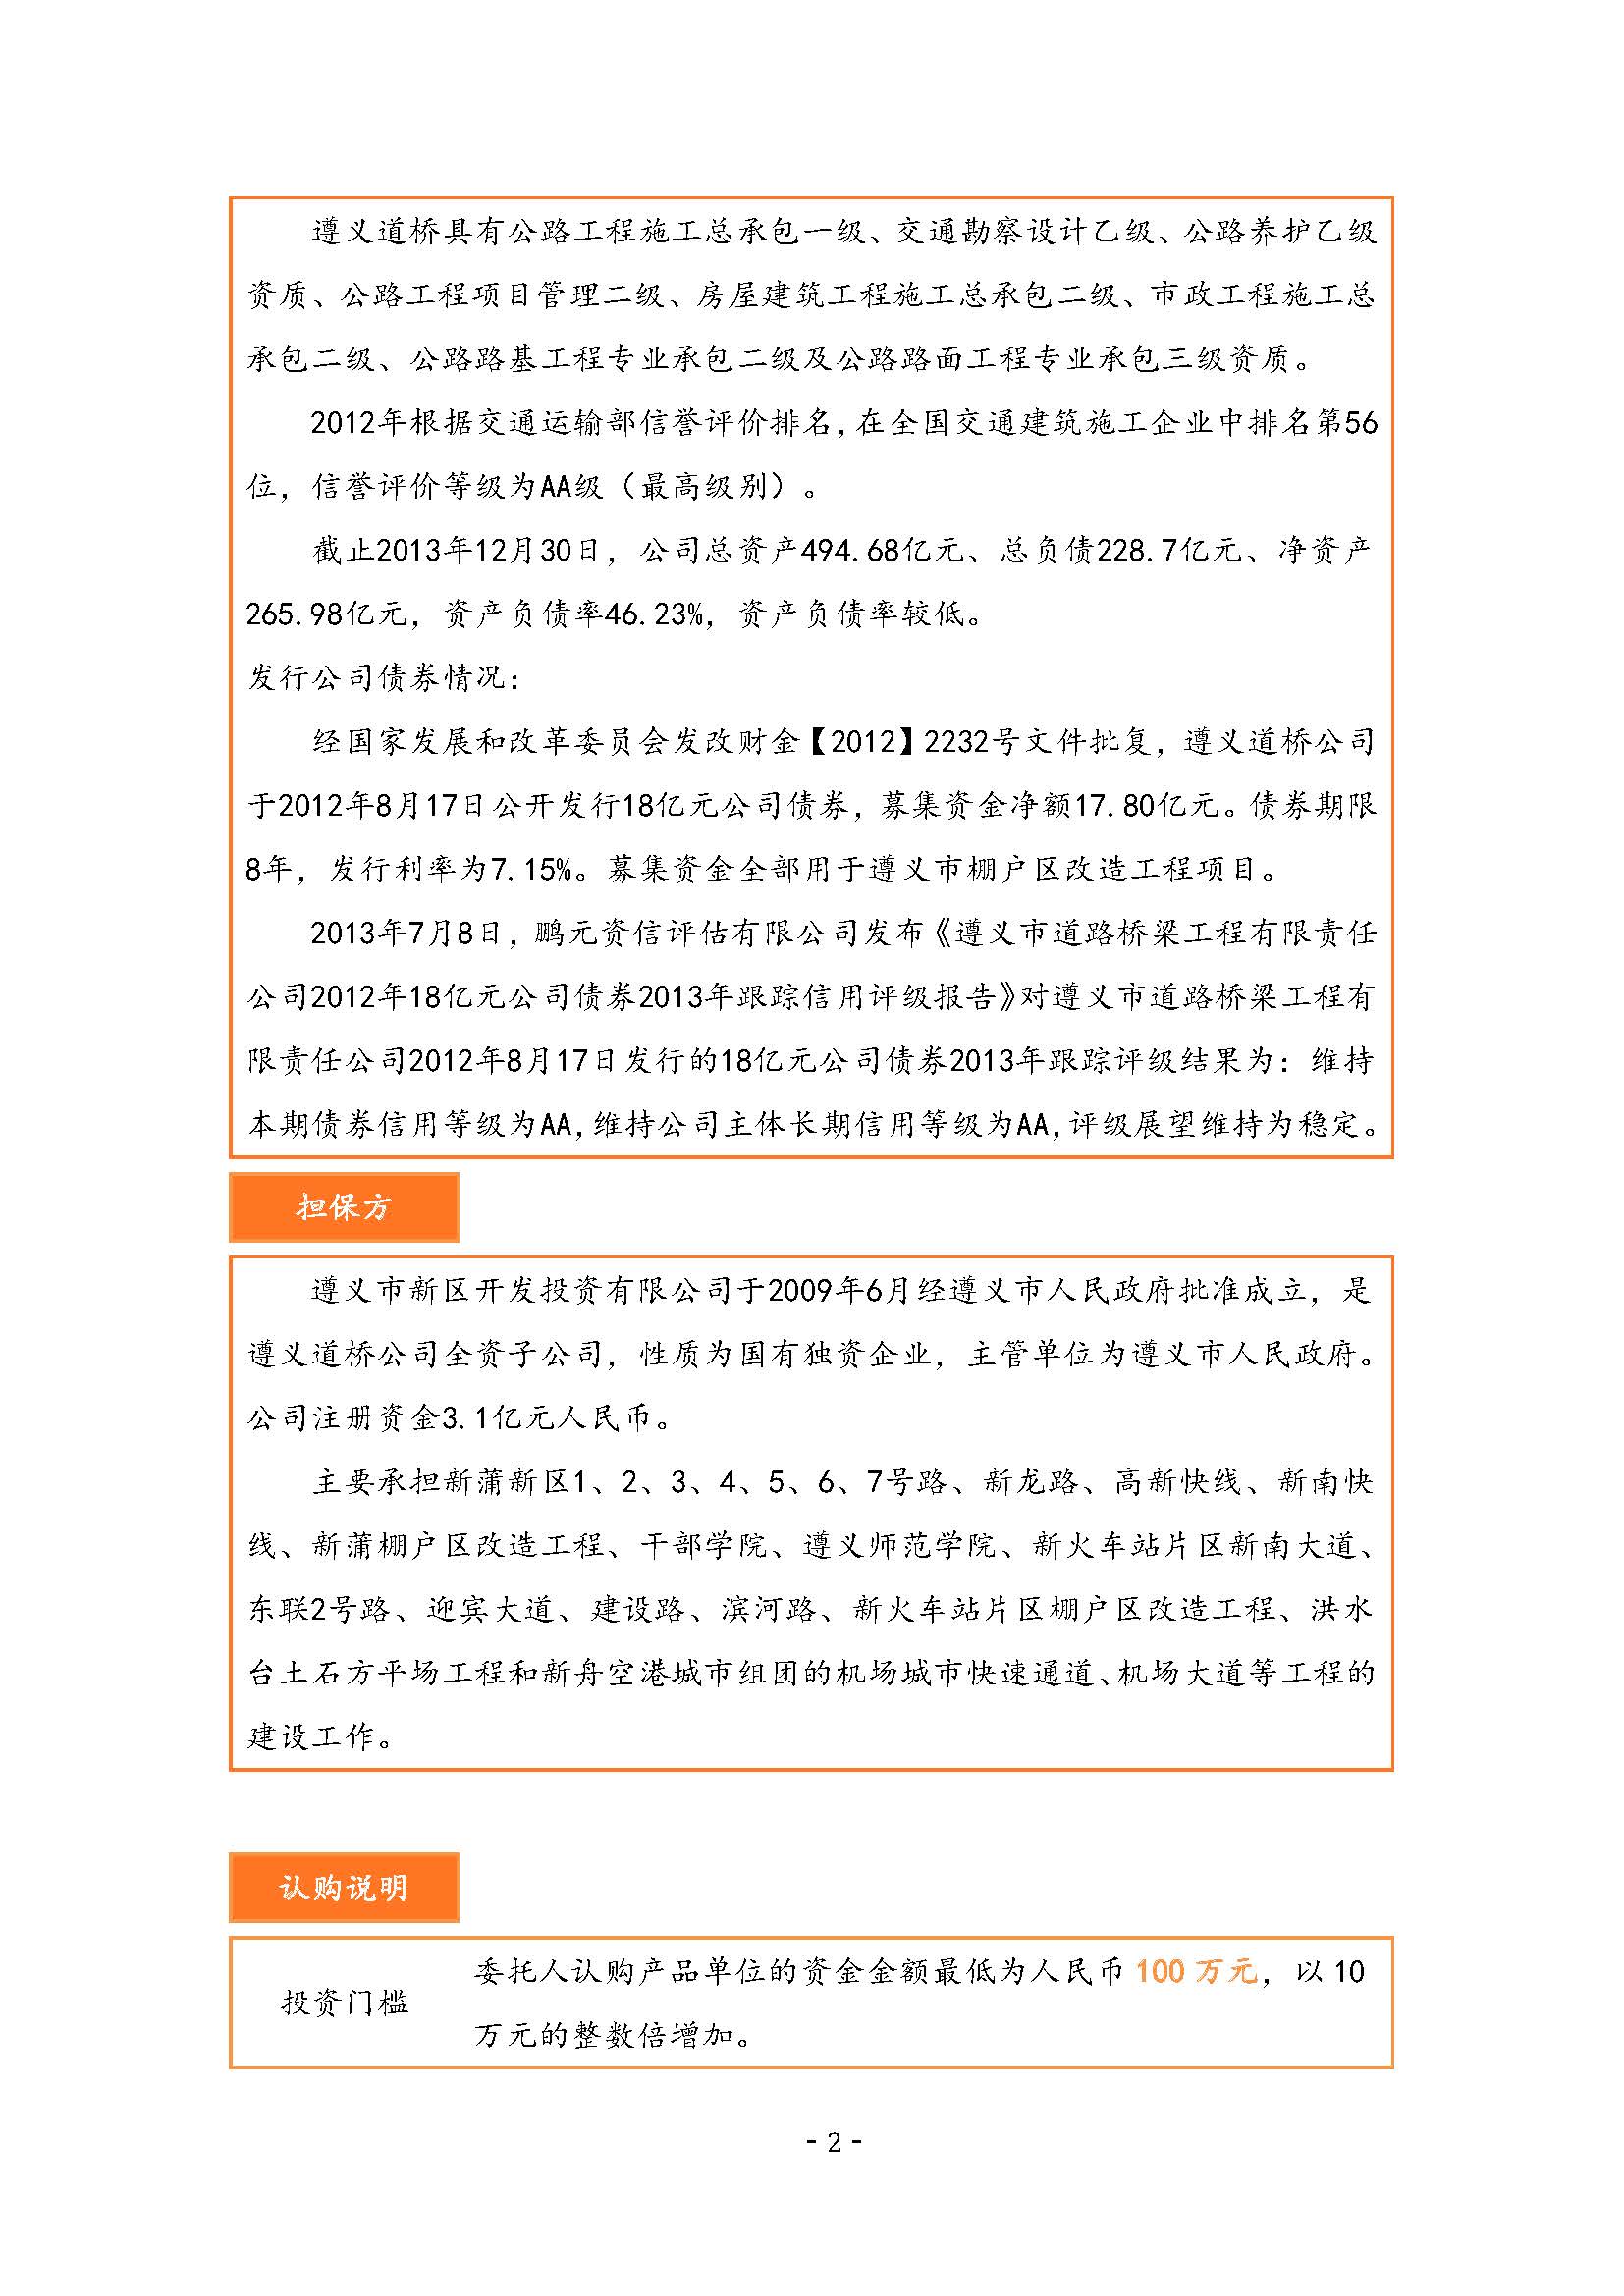 遵义道桥具有公路工程施工总承包一级、交通勘察设计乙级、公路养护乙级
资质、公路工程项目管理二级、房屋建筑工程施工总承包二级、市政工程施工总
承包二级、公路路基工程专业承包二级及公路路面工程专业承包三级资质。
2012年根据交通运输部信誉评价排名，在全国交通建筑施工企业中排名第56
位，信誉评价等级为AA级（最高级别）。
截止2013年12月30日，公司总资产494.68亿元、总负债228.7亿元、净资产
265.98亿元，资产负债率46.23%，资产负债率较低。
发行公司债券情况：
经国家发展和改革委员会发改财金【2012】2232号文件批复，遵义道桥公司
于2012年8月17日公开发行18亿元公司债券，募集资金净额17.80亿元。债券期限
8年，发行利率为7.15%。募集资金全部用于遵义市棚户区改造工程项目。
2013年7月8日，鹏元资信评估有限公司发布《遵义市道路桥梁工程有限责任
公司2012年18亿元公司债券2013年跟踪信用评级报告》对遵义市道路桥梁工程有
限责任公司2012年8月17日发行的18亿元公司债券2013年跟踪评级结果为：维持
本期债券信用等级为AA，维持公司主体长期信用等级为AA，评级展望维持为稳定。
担保方
遵义市新区开发投资有限公司于2009年6月经遵义市人民政府批准成立，是
遵义道桥公司全资子公司，性质为国有独资企业，主管单位为遵义市人民政府。
公司注册资金3.1亿元人民币。
主要承担新蒲新区1、2、3、4、5、6、7号路、新龙路、高新快线、新南快
线、新蒲棚户区改造工程、干部学院、遵义师范学院、新火车站片区新南大道、
东联2号路、迎宾大道、建设路、滨河路、新火车站片区棚户区改造工程、洪水
台土石方平场工程和新舟空港城市组团的机场城市快速通道、机场大道等工程的
建设工作。
认购说明
投资门槛
委托人认购产品单位的资金金额最低为人民币 100 万元，以 10
万元的整数倍增加。
- 2 -